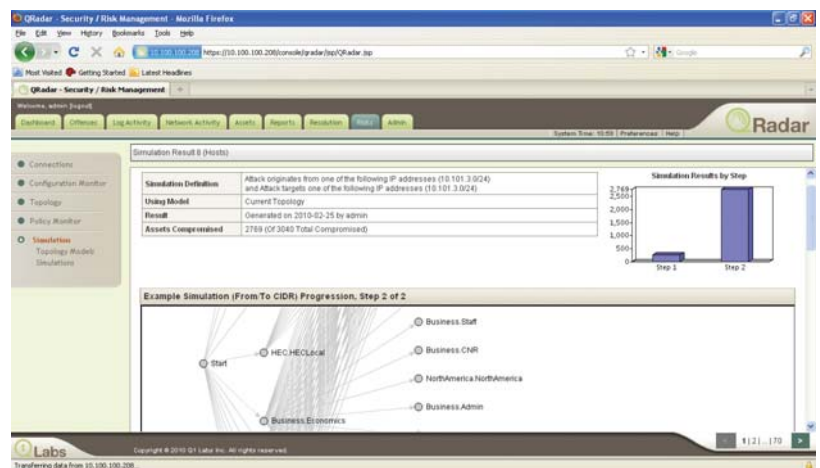 QRadar - Security / Risk Management - Mozilla Firefox
File Edit View History Bookmarks Tools Help
10.100.100.208 https://10.100.100.208/console/qradar/jsp/QRadar.jsp
Google
Most Visited Getting Started Latest Headlines
QRadar - Security / Risk Management
Welcome, admin [logout]
Dashboard Offenses Log Activity Network Activity Assets Reports Resolution Risks Admin
System Time: 10:59 | Preferences | Help
QRadar
Simulation Result 8 (Hosts)
Connections
Configuration Monitor
Topology
Policy Monitor
Simulation
Topology Models
Simulations
Simulation Definition
Attack originates from one of the following IP addresses (10.101.3.0/24)
and Attack targets one of the following IP addresses (10.101.3.0/24)
Using Model Current Topology
Result Generated on 2010-02-25 by admin
Assets Compromised 2769 (Of 3040 Total Compromised)
Simulation Results by Step
2,769
2,500
2,000
1,500
1,000
500
0
Step 1 Step 2
Example Simulation (From/To CIDR) Progression, Step 2 of 2
Business.Staff
HEC.HECLocal
Business.CNR
Start
NorthAmerica.NorthAmerica
Business.Admin
Business.Economics
1 | 2 | ... | 70
Labs
Copyright © 2010 Q1 Labs Inc. All rights reserved.
Transferring data from 10.100.100.208...